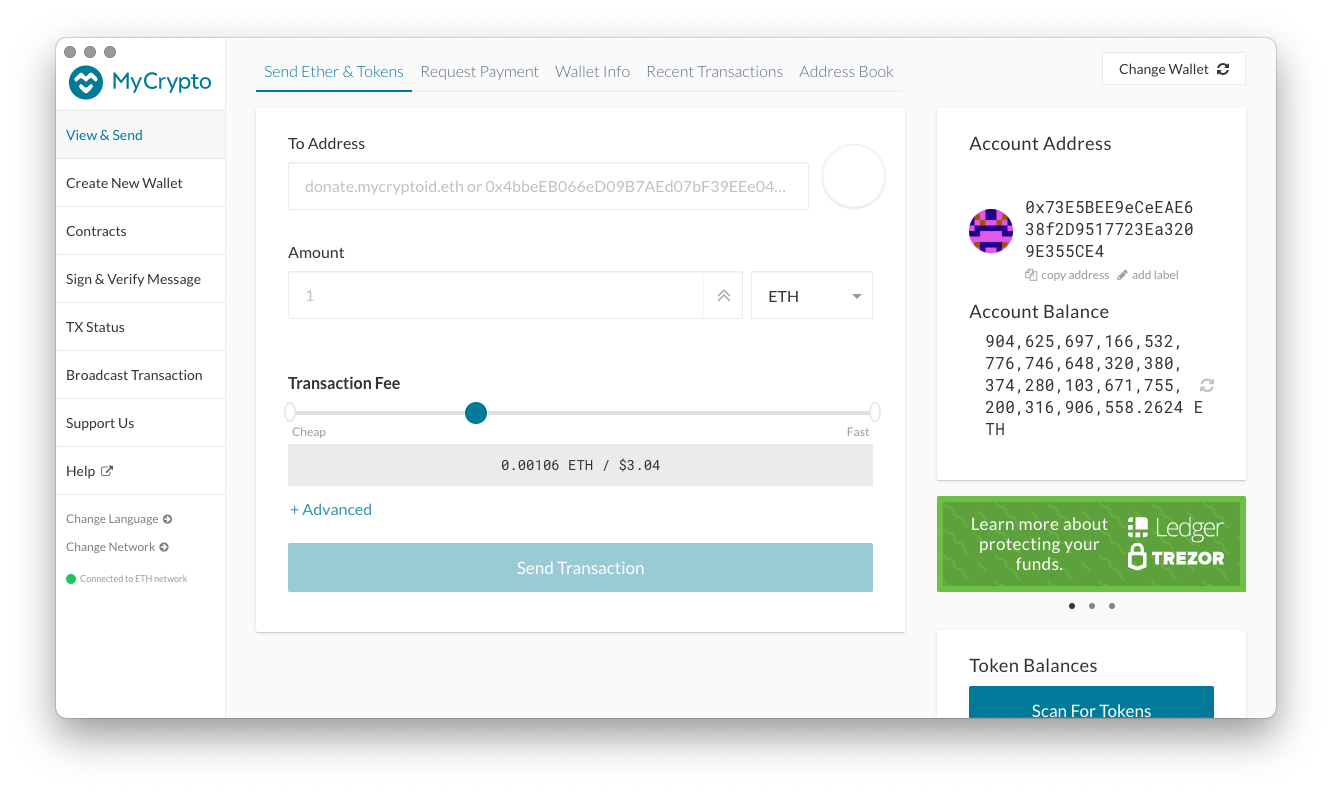 MyCrypto
View & Send
Create New Wallet
Contracts
Sign & Verify Message
TX Status
Broadcast Transaction
Support Us
Help
Change Language
Change Network
Connected to ETH network
Send Ether & Tokens
Request Payment
Wallet Info
Recent Transactions
Address Book
Change Wallet
To Address
donate.mycryptoid.eth or 0x4bbeEB066eD09B7AEd07bF39EEe04...
Amount
1
ETH
Transaction Fee
Cheap
Fast
0.00106 ETH / $3.04
+ Advanced
Send Transaction
Account Address
0x73E5BEE9eCeEAE6
38f2D9517723Ea320
9E355CE4
copy address
add label
Account Balance
904,625,697,166,532,
776,746,648,320,380,
374,280,103,671,755,
200,316,906,558.2624 E
TH
Learn more about
protecting your
funds.
Ledger
TREZOR
Token Balances
Scan For Tokens